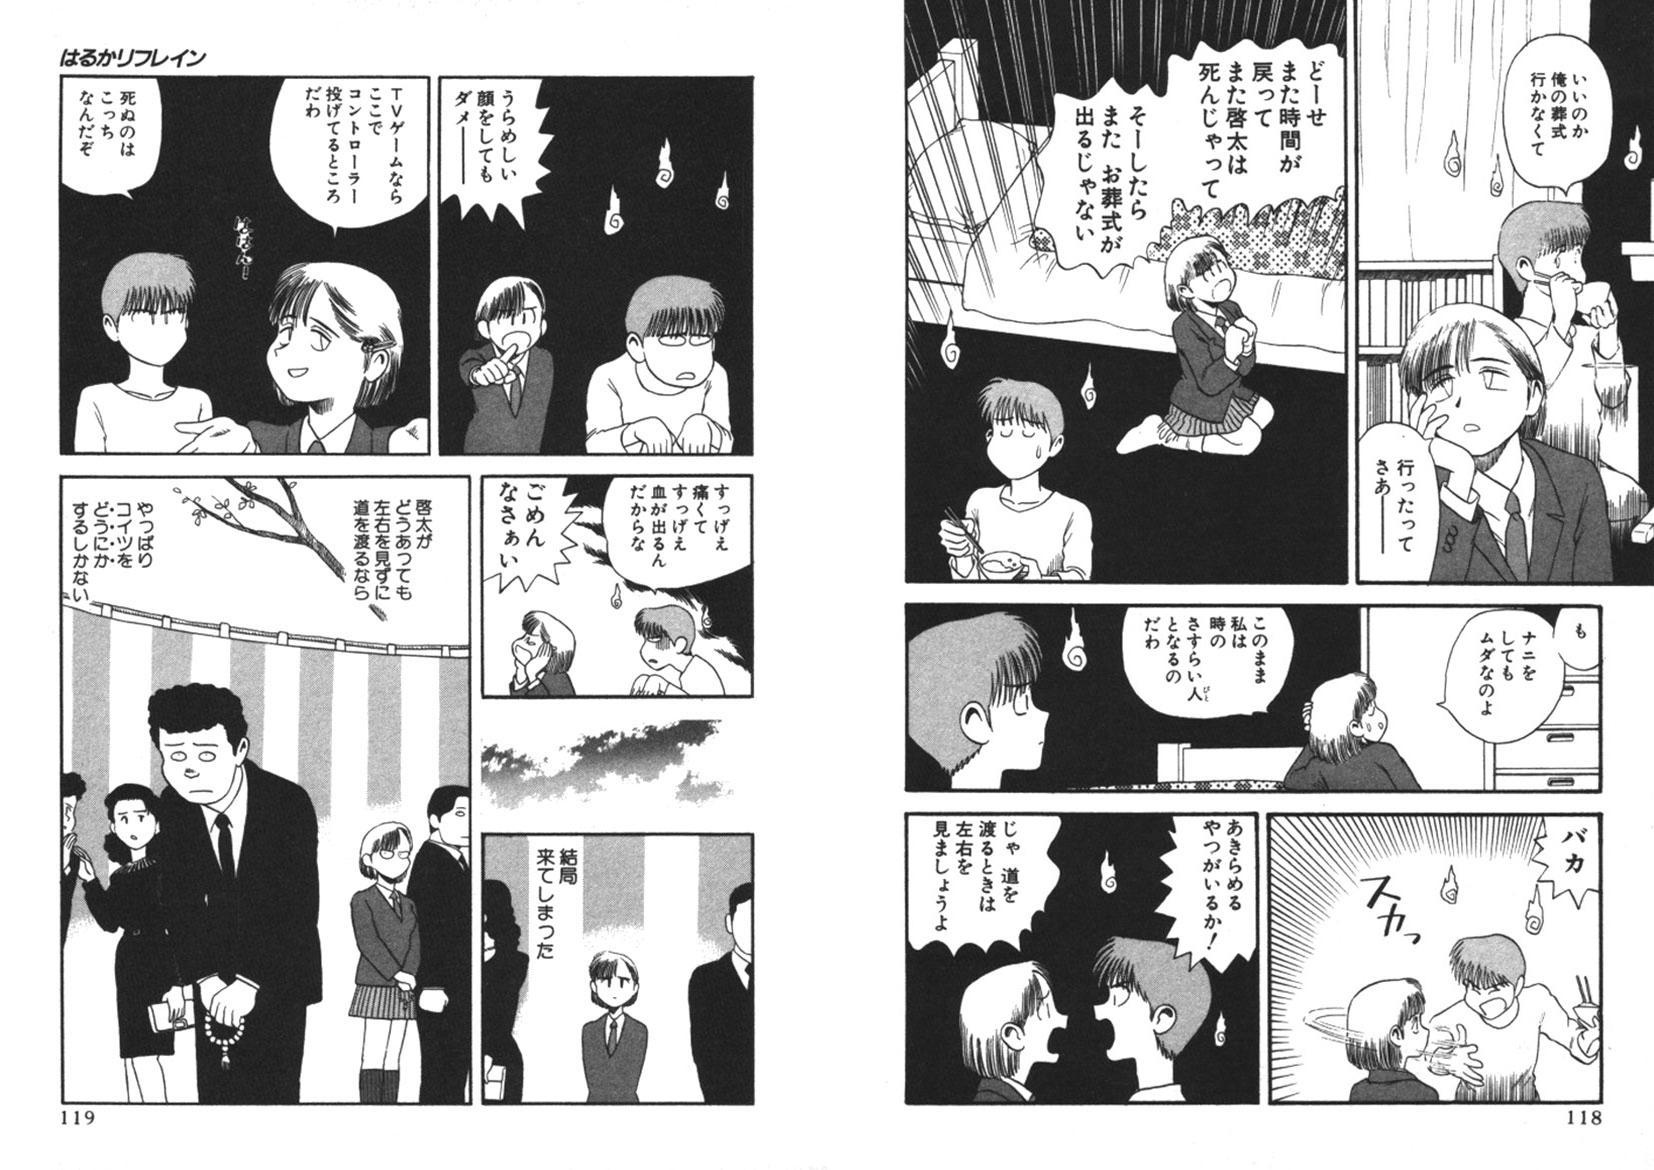 いいのか
俺の葬式
行かなくて
行ったって
さあ――
どーせ
また時間が
戻って
また啓太は
死んじゃって
そーしたら
また お葬式が
出るじゃない
も
ナニを
しても
ムダなのよ
このまま
私は
時の
さすらい人
びと
となるの
だわ
バカ
スカっ
あきらめる
やつがいるか!
じゃ 道を
渡るときは
左右を
見ましょうよ
118
はるかリフレイン
うらめしい
顔をしても
ダメ――
TVゲームなら
ここで
コントローラー
投げてるところ
だわ
はははー
死ぬのは
こっち
なんだぞ
すっげえ
痛くて
すっげえ
血が出るん
だからな
ごめん
なさぁい
結局
来てしまった
啓太が
どうあっても
左右を見ずに
道を渡るなら
やっぱり
コイツを
どうにか
するしかない
119